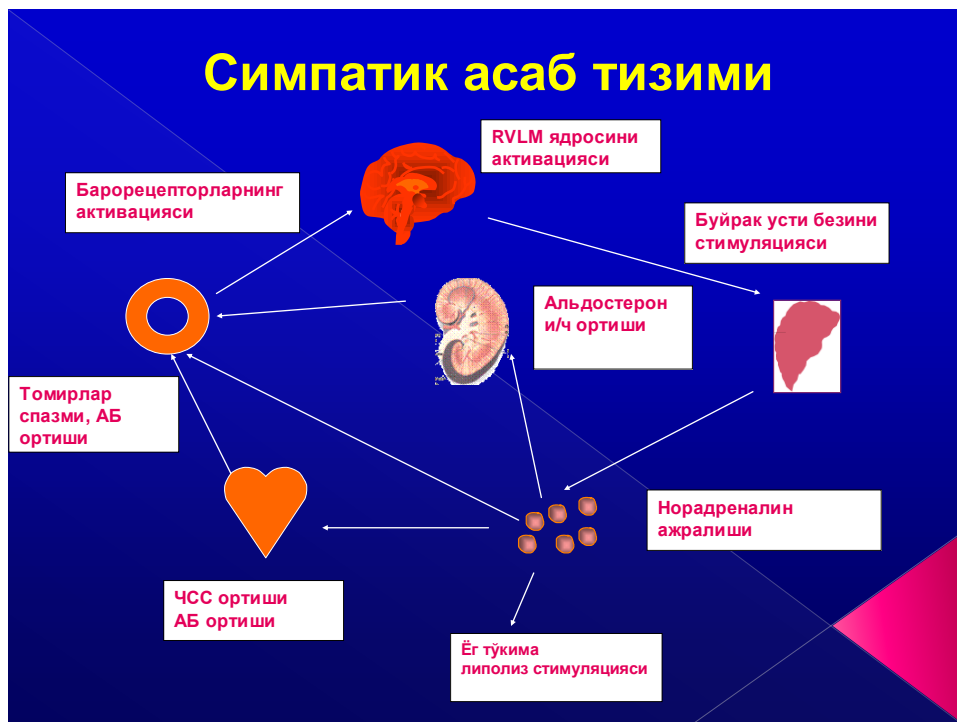 Симпатик асаб тизими
RVLM ядросини
активацияси
Барорецепторларнинг
активацияси
Буйрак усти безини
стимуляцияси
Альдостерон
и/ч ортиши
Томирлар
спазми, АБ
ортиши
Норадреналин
ажралиши
ЧСС ортиши
АБ ортиши
Ёг тўкима
липолиз стимуляцияси